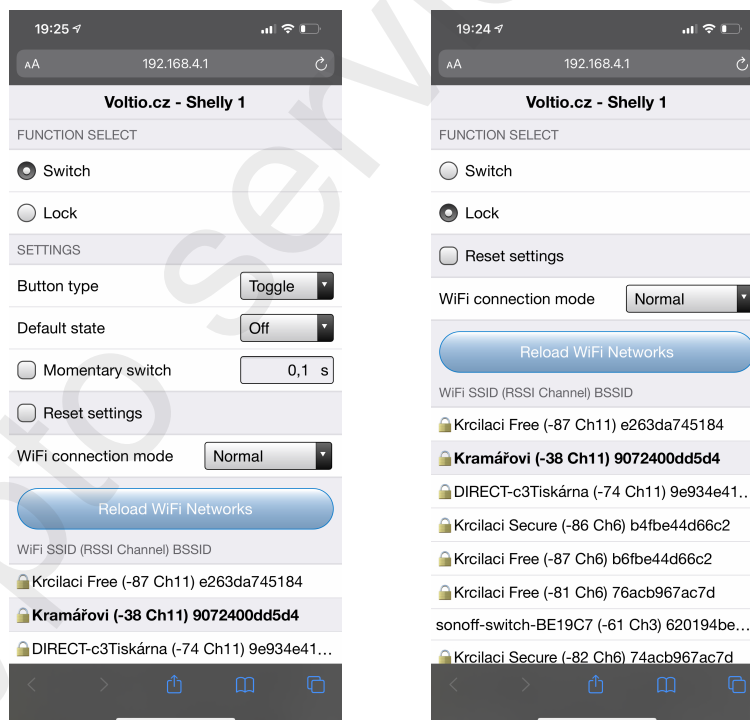 19:25
AA 192.168.4.1
Voltio.cz - Shelly 1
FUNCTION SELECT
Switch
Lock
SETTINGS
Button type Toggle
Default state Off
Momentary switch 0,1 s
Reset settings
WiFi connection mode Normal
Reload WiFi Networks
WiFi SSID (RSSI Channel) BSSID
Krcilaci Free (-87 Ch11) e263da745184
Kramářovi (-38 Ch11) 9072400dd5d4
DIRECT-c3Tiskárna (-74 Ch11) 9e934e41…
19:24
AA 192.168.4.1
Voltio.cz - Shelly 1
FUNCTION SELECT
Switch
Lock
Reset settings
WiFi connection mode Normal
Reload WiFi Networks
WiFi SSID (RSSI Channel) BSSID
Krcilaci Free (-87 Ch11) e263da745184
Kramářovi (-38 Ch11) 9072400dd5d4
DIRECT-c3Tiskárna (-74 Ch11) 9e934e41…
Krcilaci Secure (-86 Ch6) b4fbe44d66c2
Krcilaci Free (-87 Ch6) b6fbe44d66c2
Krcilaci Free (-81 Ch6) 76acb967ac7d
sonoff-switch-BE19C7 (-61 Ch3) 620194be…
Krcilaci Secure (-82 Ch6) 74acb967ac7d